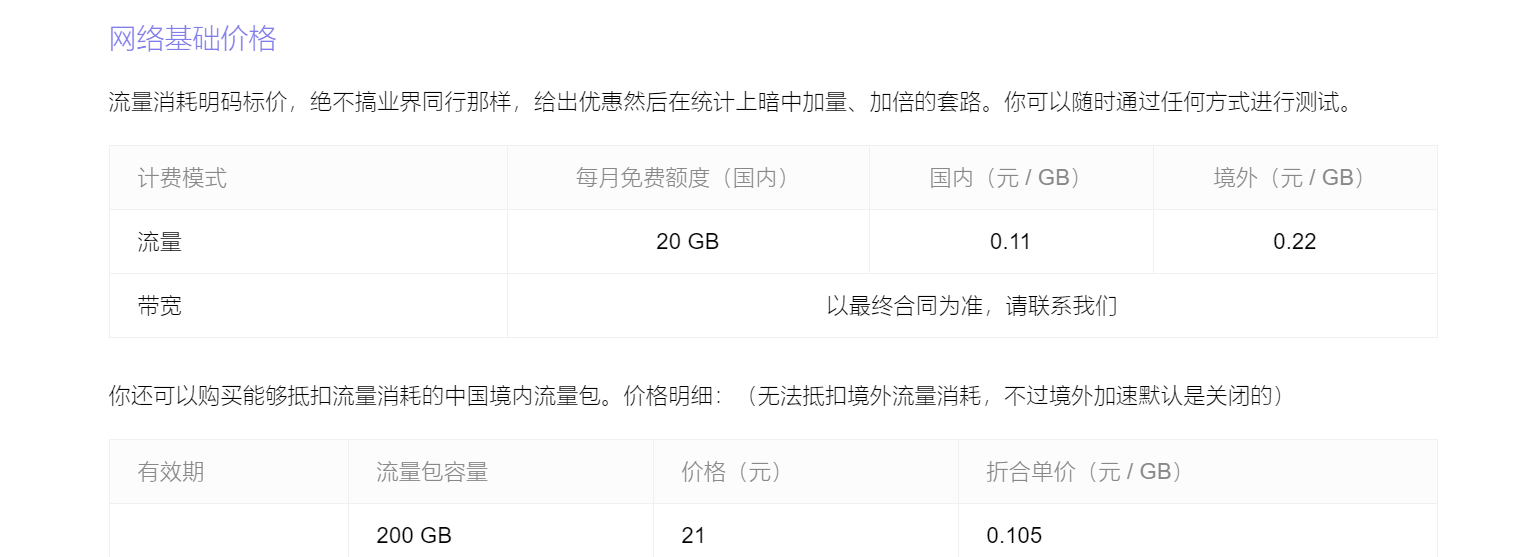 网络基础价格
流量消耗明码标价，绝不搞业界同行那样，给出优惠然后在统计上暗中加量、加倍的套路。你可以随时通过任何方式进行测试。
计费模式 每月免费额度（国内） 国内（元 / GB） 境外（元 / GB）
流量 20 GB 0.11 0.22
带宽 以最终合同为准，请联系我们
你还可以购买能够抵扣流量消耗的中国境内流量包。价格明细：（无法抵扣境外流量消耗，不过境外加速默认是关闭的）
有效期 流量包容量 价格（元） 折合单价（元 / GB）
200 GB 21 0.105